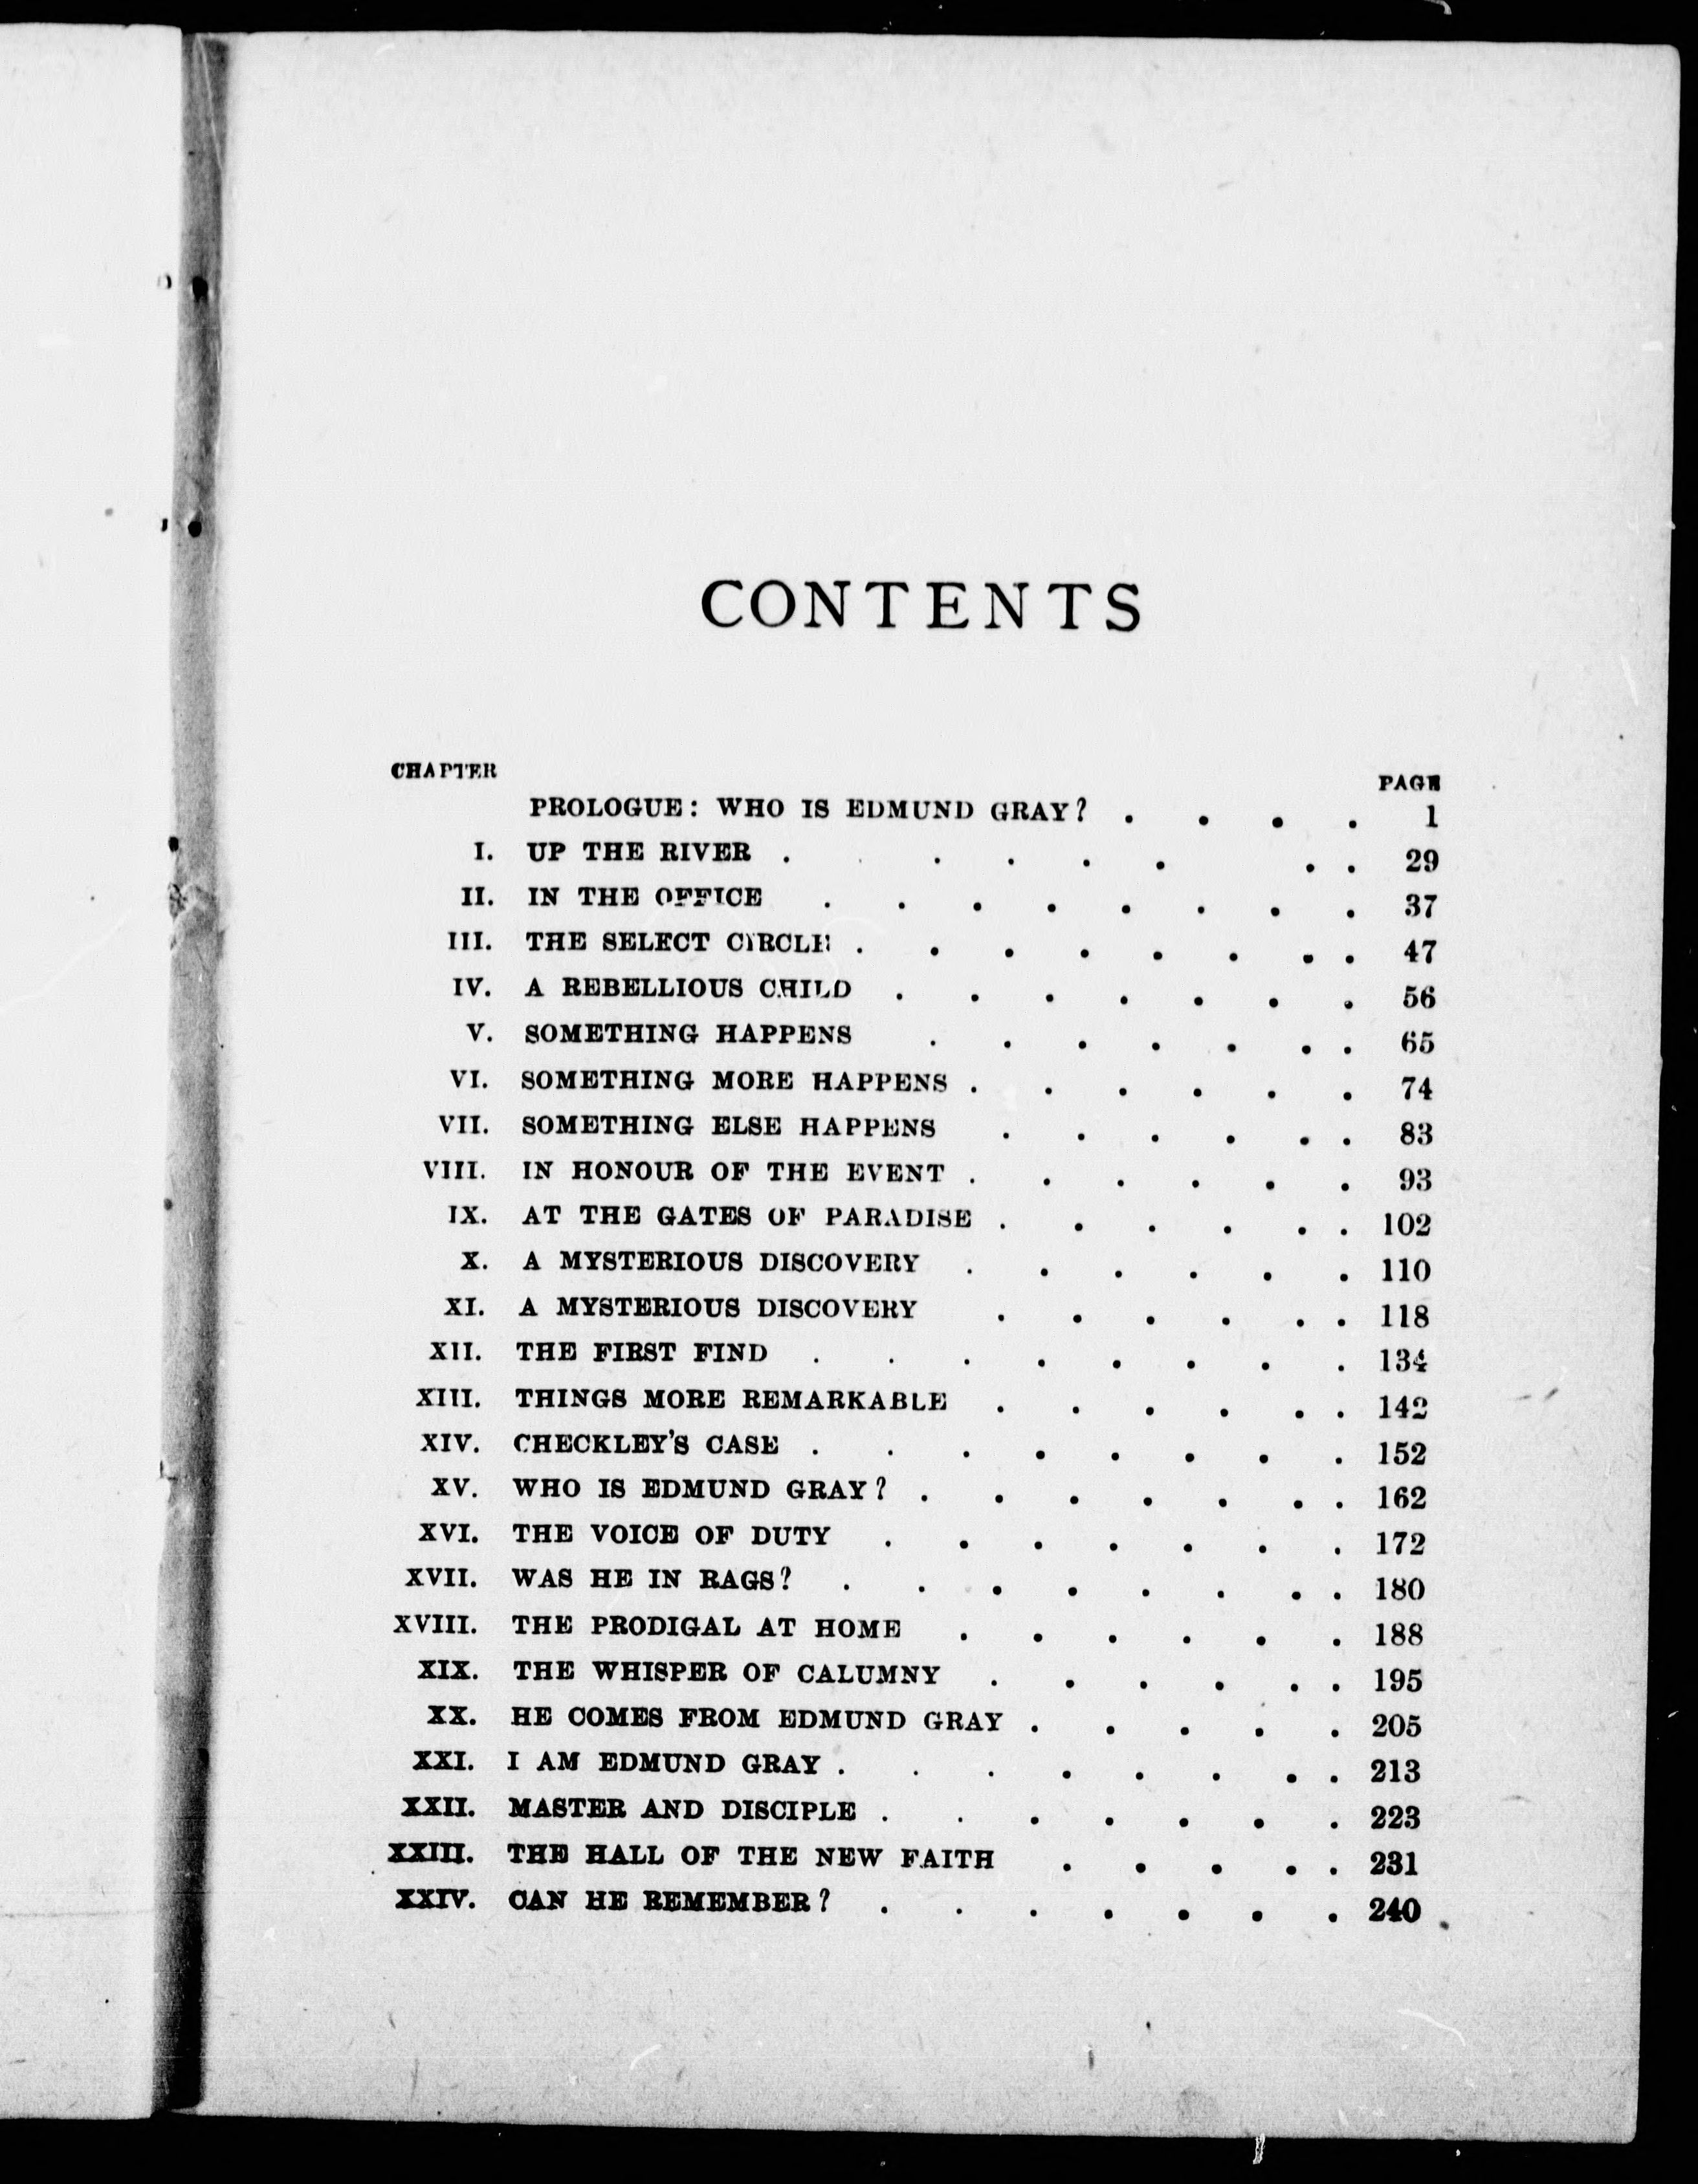 CONTENTS
CHAPTER PAGE
PROLOGUE: WHO IS EDMUND GRAY? . . . . 1
I. UP THE RIVER . . . . . . . . 29
II. IN THE OFFICE . . . . . . . . 37
III. THE SELECT CIRCLE . . . . . . . . 47
IV. A REBELLIOUS CHILD . . . . . . . 56
V. SOMETHING HAPPENS . . . . . . . 65
VI. SOMETHING MORE HAPPENS . . . . . . 74
VII. SOMETHING ELSE HAPPENS . . . . . . 83
VIII. IN HONOUR OF THE EVENT . . . . . . 93
IX. AT THE GATES OF PARADISE . . . . . . 102
X. A MYSTERIOUS DISCOVERY . . . . . . 110
XI. A MYSTERIOUS DISCOVERY . . . . . . 118
XII. THE FIRST FIND . . . . . . . . 134
XIII. THINGS MORE REMARKABLE . . . . . . 142
XIV. CHECKLEY'S CASE . . . . . . . . 152
XV. WHO IS EDMUND GRAY? . . . . . . . 162
XVI. THE VOICE OF DUTY . . . . . . . 172
XVII. WAS HE IN RAGS? . . . . . . . . 180
XVIII. THE PRODIGAL AT HOME . . . . . . 188
XIX. THE WHISPER OF CALUMNY . . . . . . 195
XX. HE COMES FROM EDMUND GRAY . . . . . 205
XXI. I AM EDMUND GRAY . . . . . . . . 213
XXII. MASTER AND DISCIPLE . . . . . . . 223
XXIII. THE HALL OF THE NEW FAITH . . . . . 231
XXIV. CAN HE REMEMBER? . . . . . . . 240